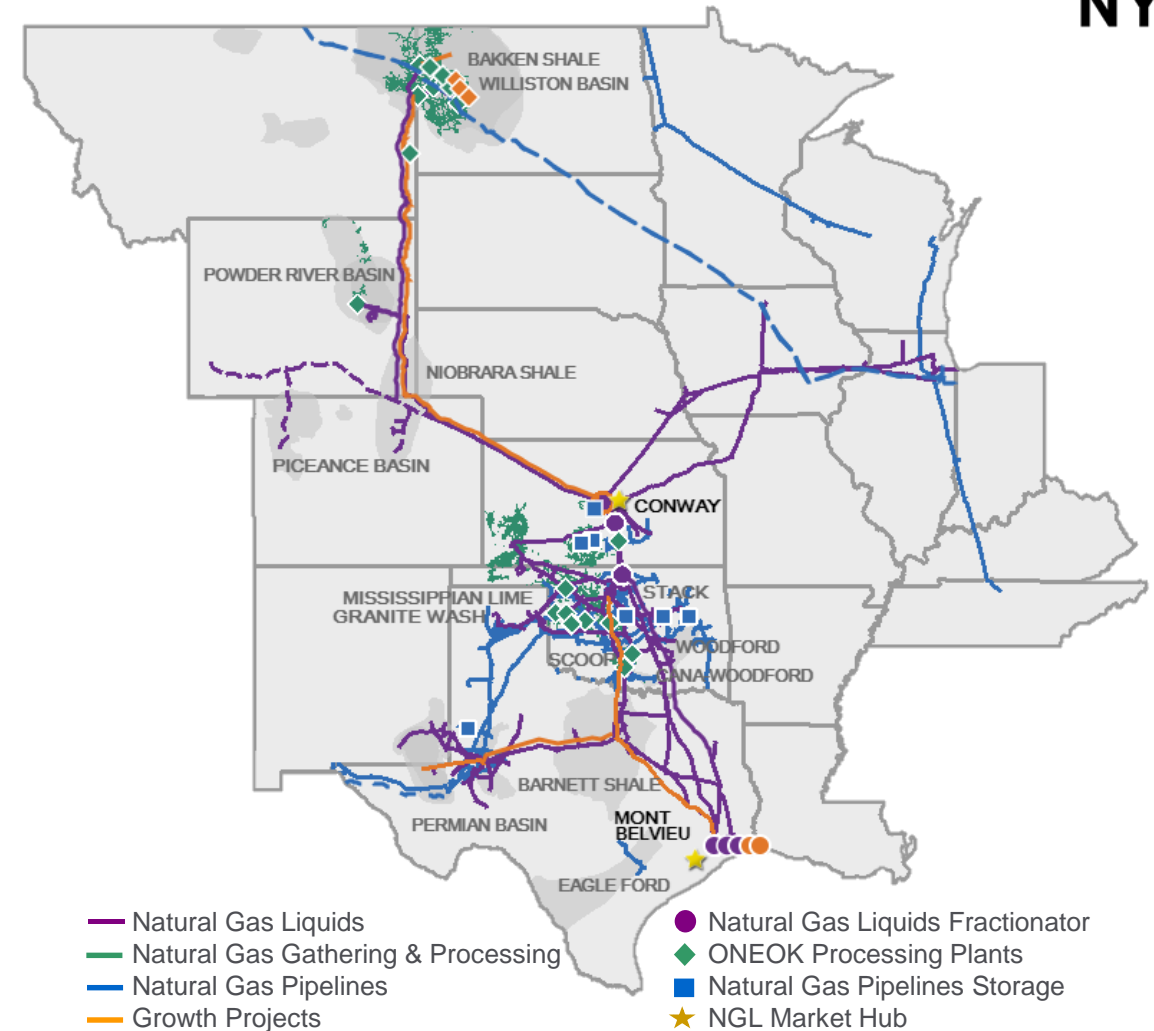 NY
BAKKEN SHALE
WILLISTON BASIN
POWDER RIVER BASIN
NIOBRARA SHALE
PICEANCE BASIN
CONWAY
MISSISSIPPIAN LIME
STACK
GRANITE WASH
WOODFORD
SCOOP
CANA-WOODFORD
BARNETT SHALE
PERMIAN BASIN
MONT
BELVIEU
EAGLE FORD
Natural Gas Liquids
Natural Gas Gathering & Processing
Natural Gas Pipelines
Growth Projects
Natural Gas Liquids Fractionator
ONEOK Processing Plants
Natural Gas Pipelines Storage
NGL Market Hub